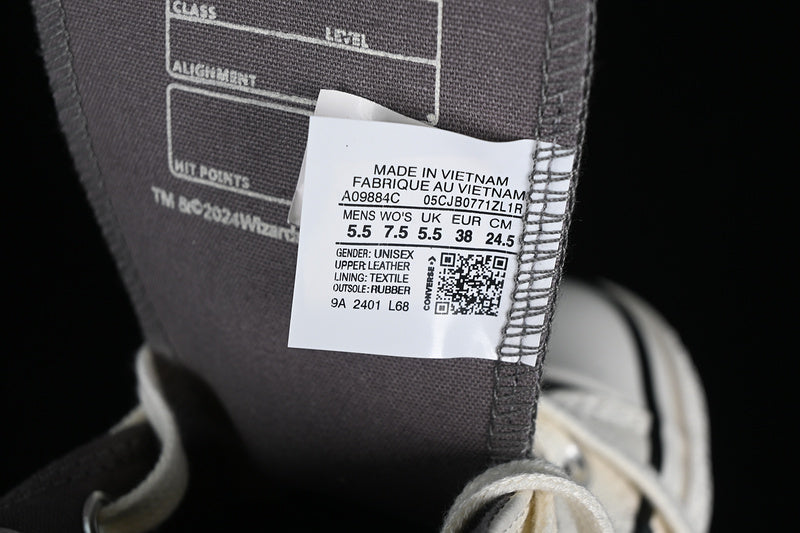 CLASS
LEVEL
ALIGNMENT
HIT POINTS
TM &©2024Wizards
MADE IN VIETNAM
FABRIQUE AU VIETNAM
A09884C 05CJB0771ZL1R
MENS WO'S UK EUR CM
5.5 7.5 5.5 38 24.5
GENDER: UNISEX
UPPER: LEATHER
LINING: TEXTILE
OUTSOLE: RUBBER
9A 2401 L68
CONVERSE